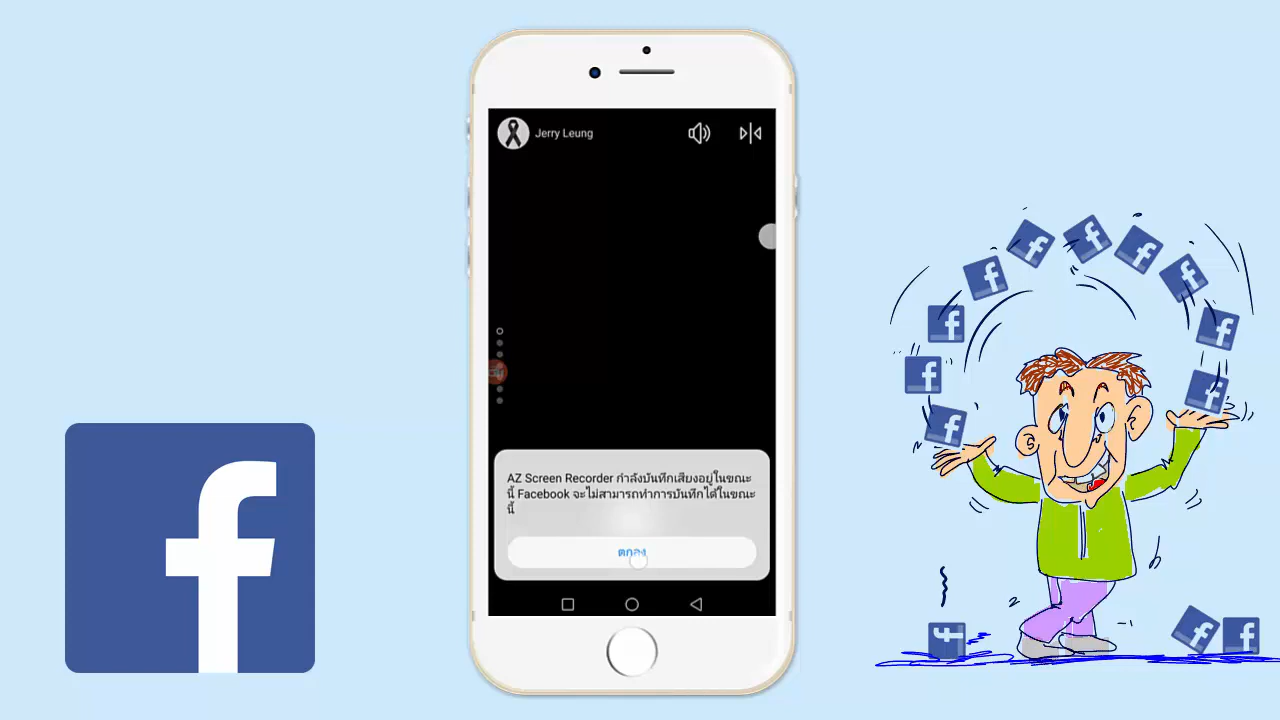 Jerry Leung
AZ Screen Recorder กำลังบันทึกเสียงอยู่ในขณะ
นี้ Facebook จะไม่สามารถทำการบันทึกได้ในขณะ
นี้
ตกลง